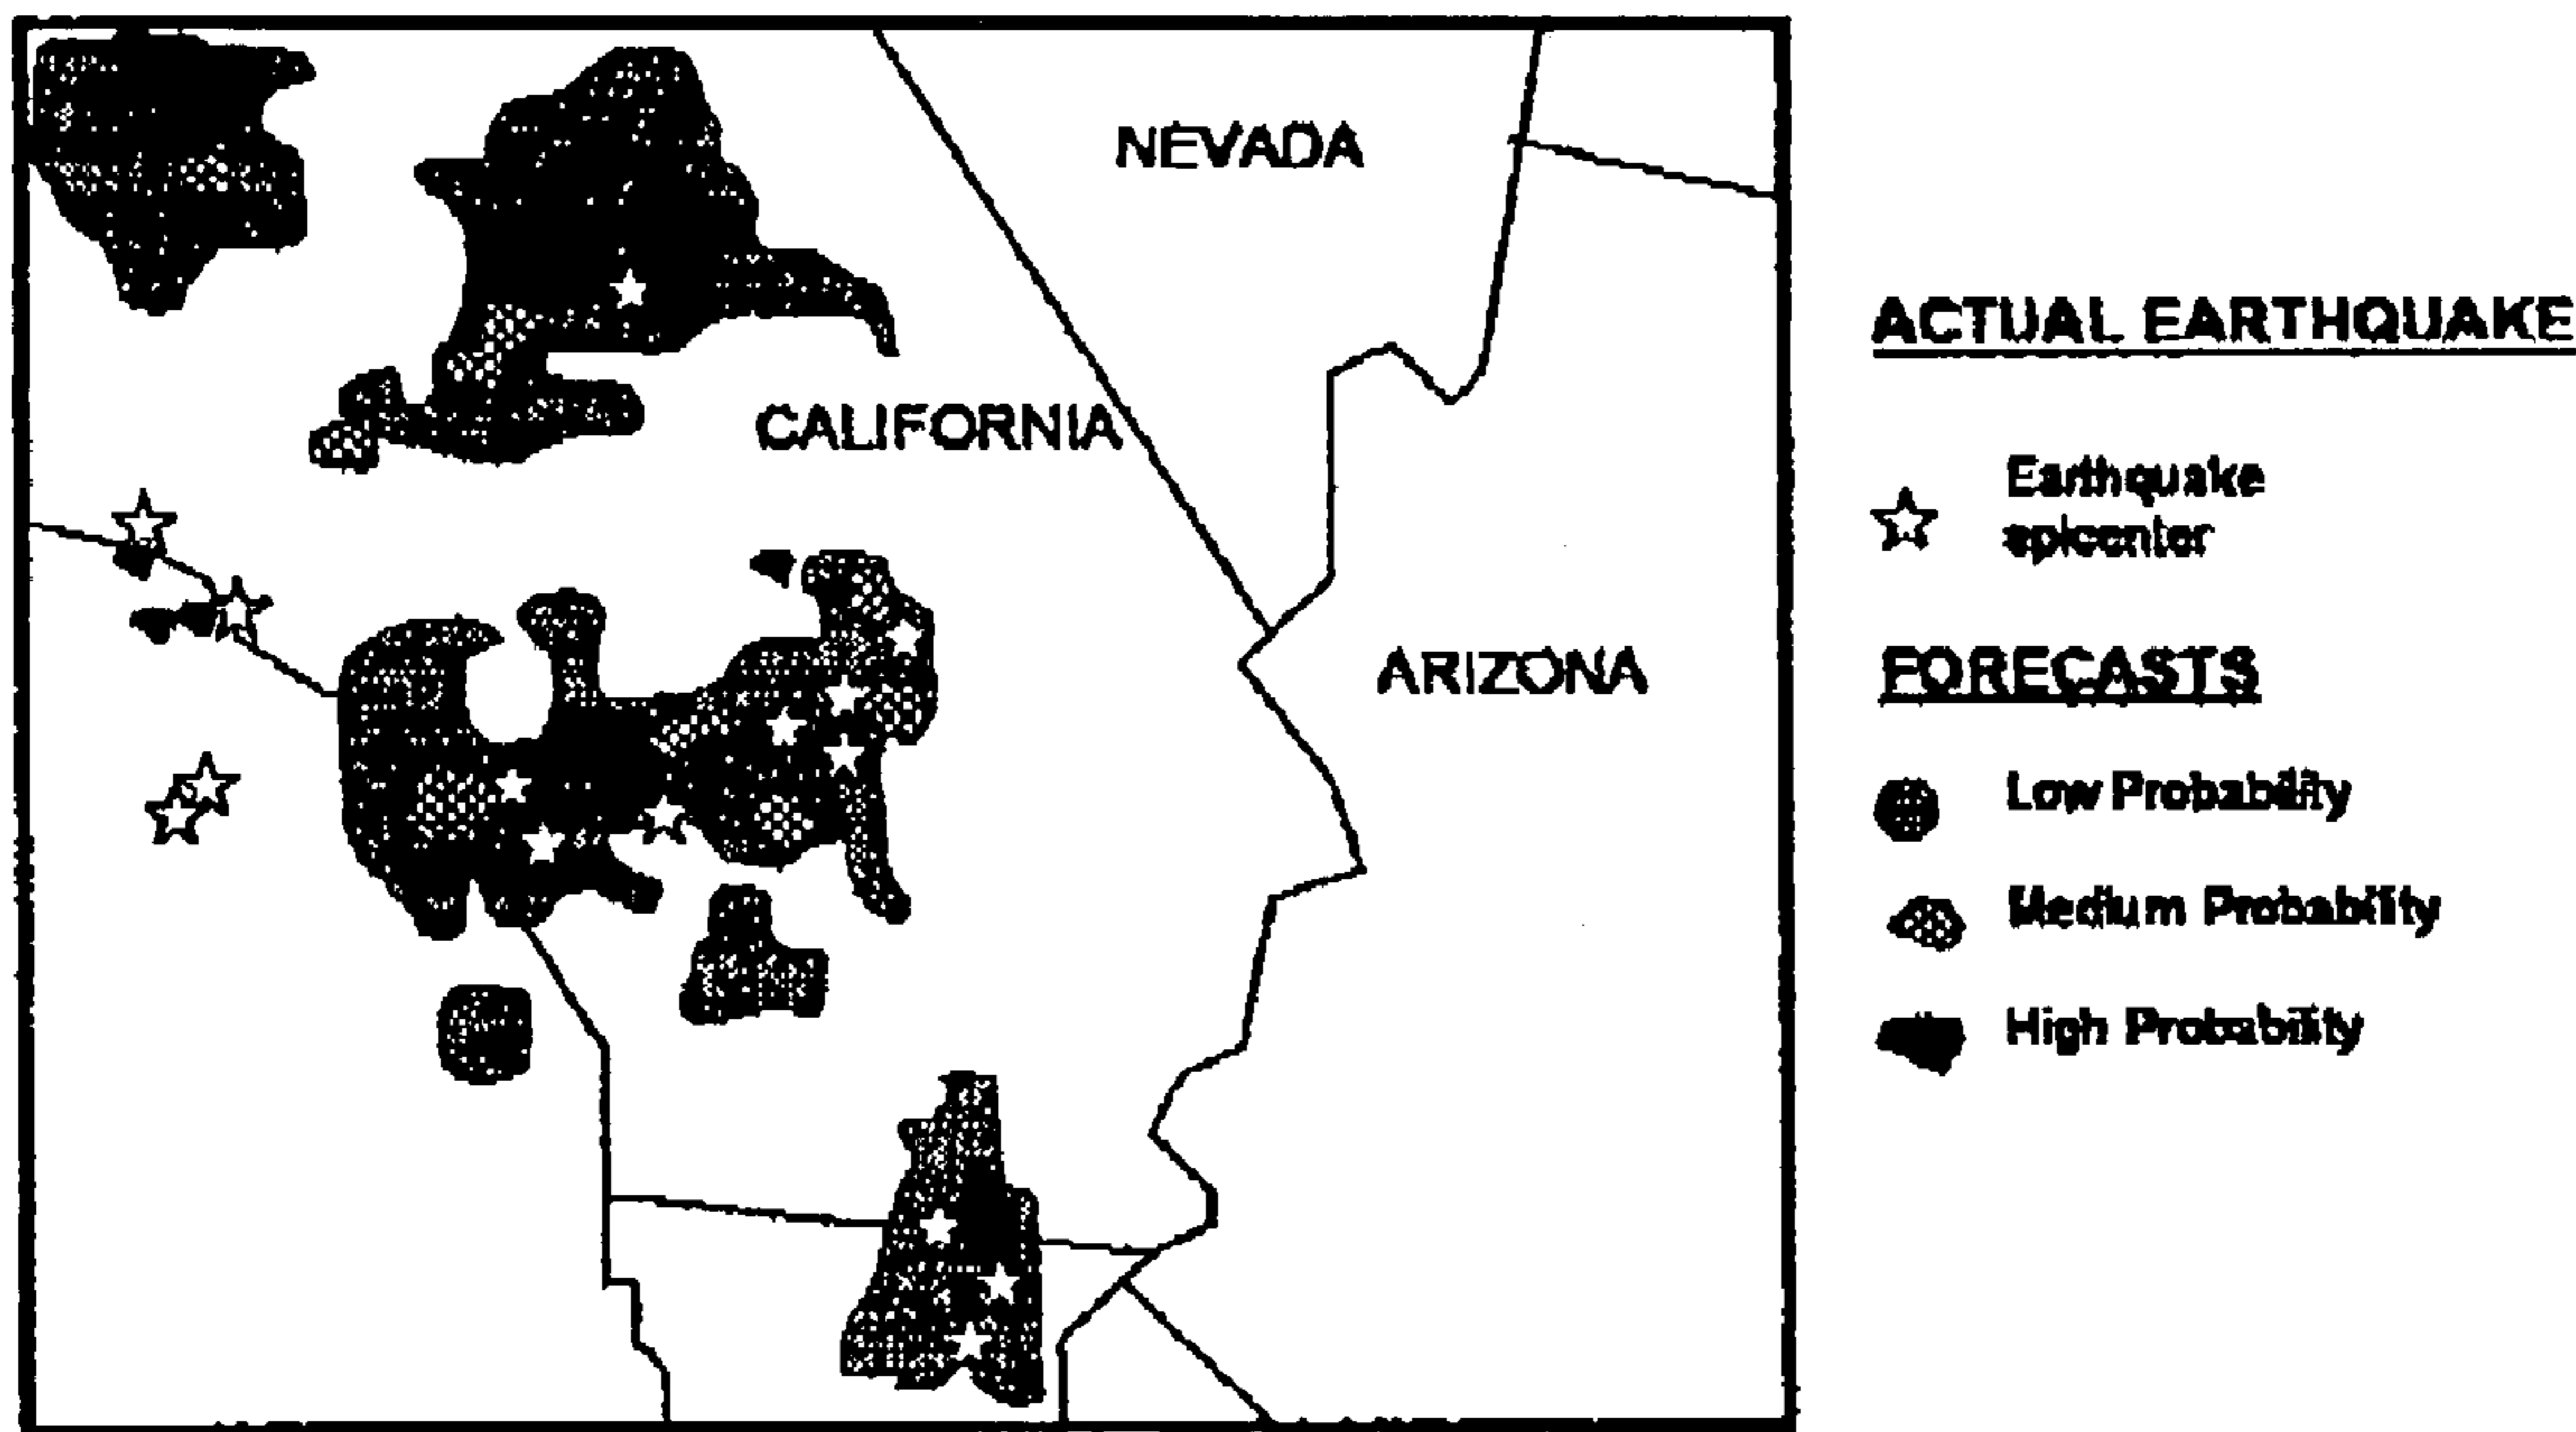 NEVADA
CALIFORNIA
ARIZONA
ACTUAL EARTHQUAKE
Earthquake
epicenter
FORECASTS
Low Probability
Medium Probability
High Probability